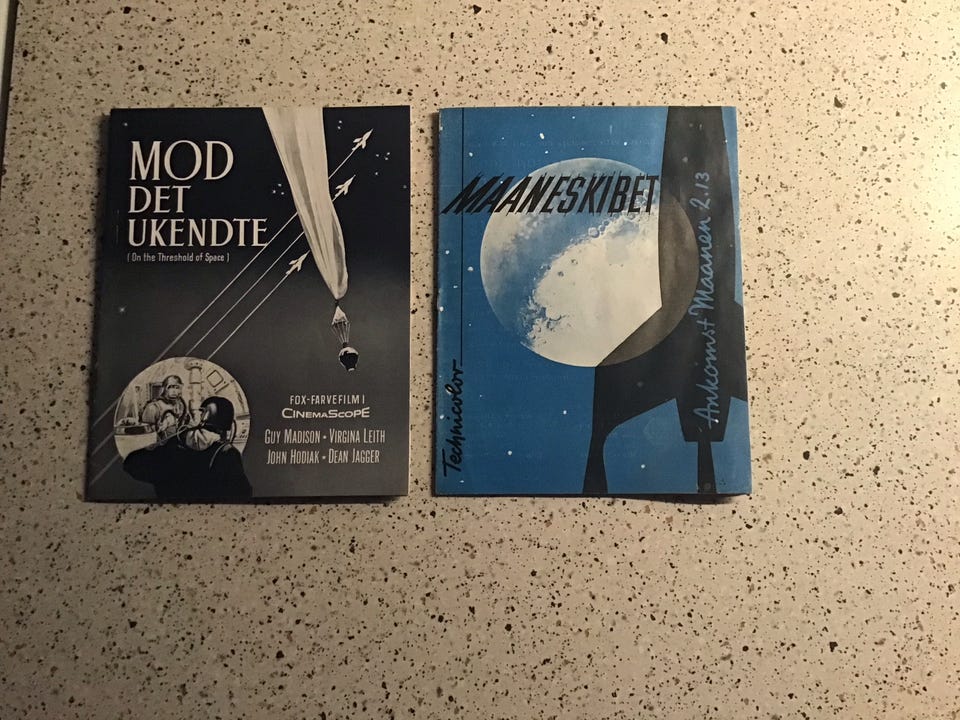 MOD
DET
UKENDTE
( On the Threshold of Space )
FOX-FARVEFILM I
CINEMASCOPE
GUY MADISON • VIRGINA LEITH
JOHN HODIAK • DEAN JAGGER
MAANESKIBET
Ankomst Maanen 2.13
Technicolor